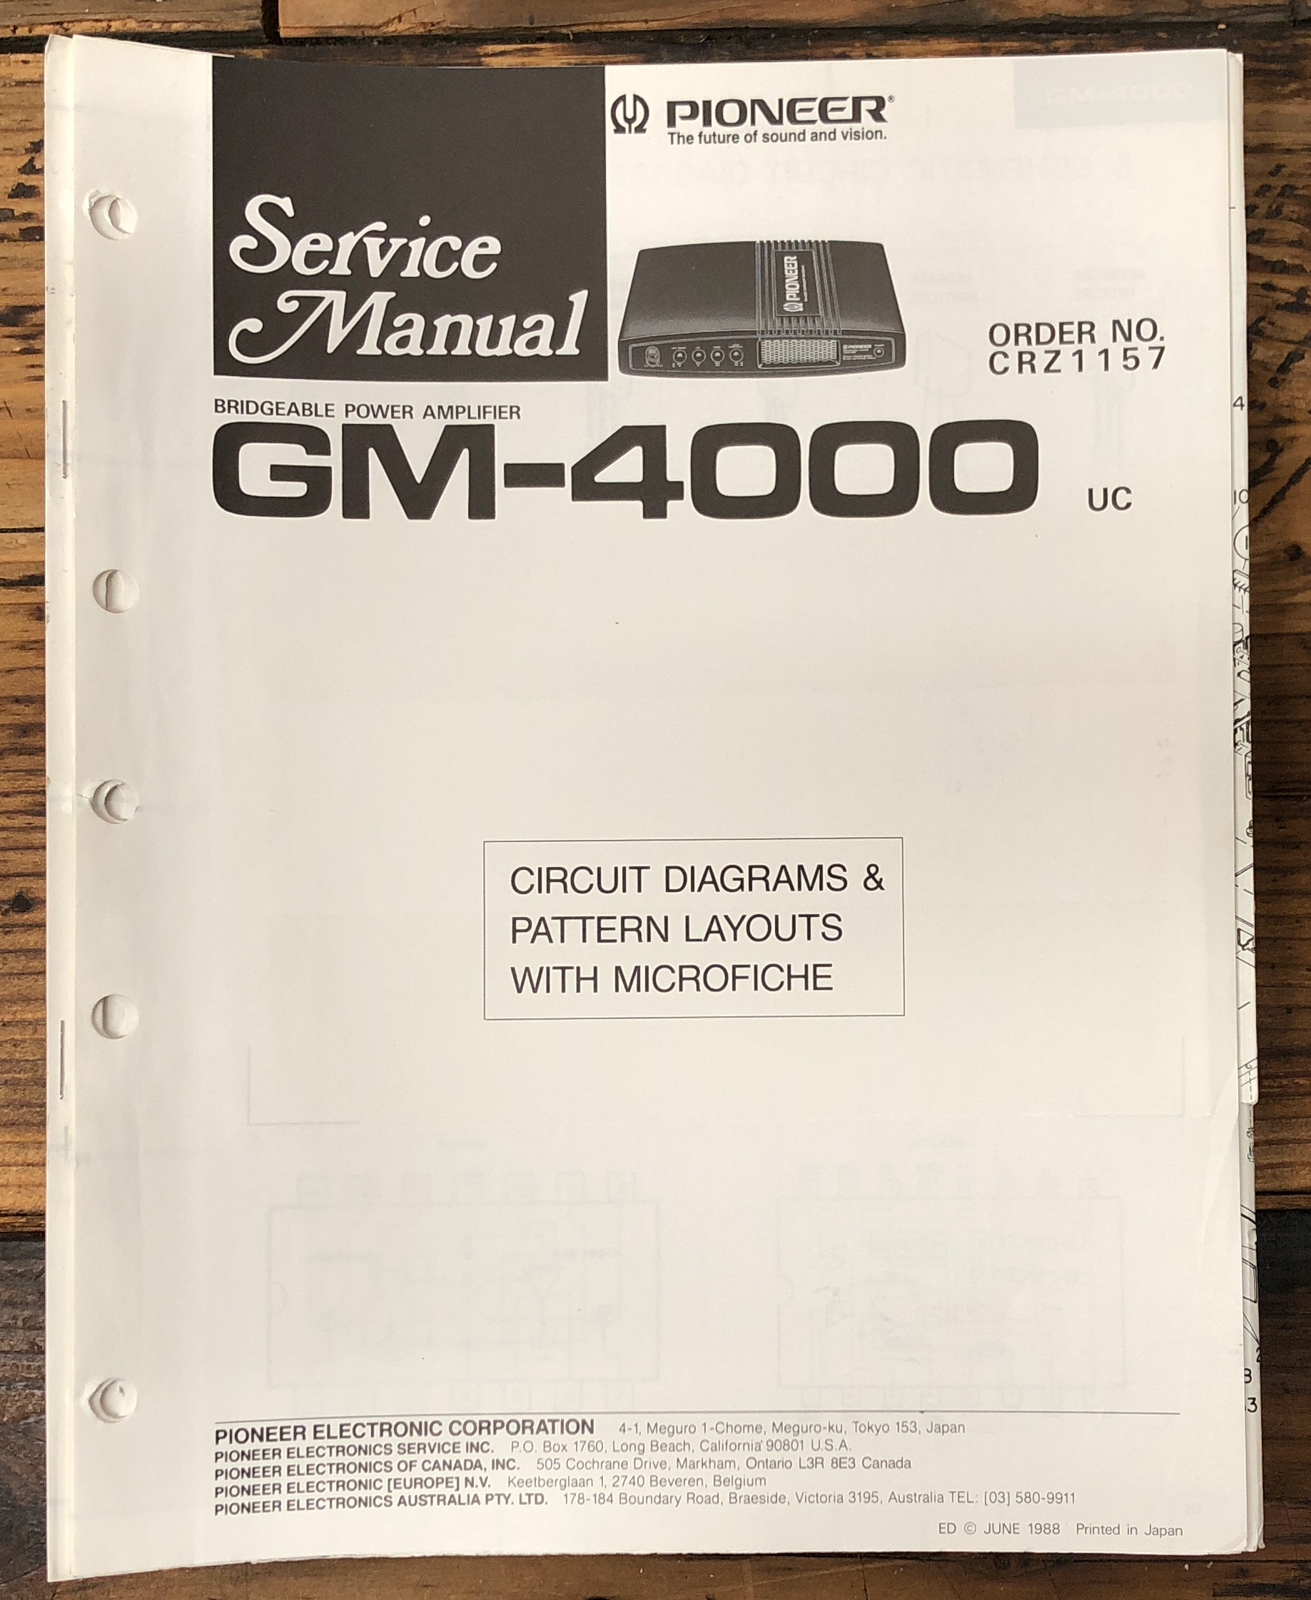 PIONEER®
The future of sound and vision.
Service
Manual
PIONEER
PIONEER
ORDER NO.
CRZ1157
BRIDGEABLE POWER AMPLIFIER
GM-4000 UC
CIRCUIT DIAGRAMS &
PATTERN LAYOUTS
WITH MICROFICHE
PIONEER ELECTRONIC CORPORATION 4-1, Meguro 1-Chome, Meguro-ku, Tokyo 153, Japan
PIONEER ELECTRONICS SERVICE INC. P.O. Box 1760, Long Beach, California 90801 U.S.A.
PIONEER ELECTRONICS OF CANADA, INC. 505 Cochrane Drive, Markham, Ontario L3R 8E3 Canada
PIONEER ELECTRONIC [EUROPE] N.V. Keetberglaan 1, 2740 Beveren, Belgium
PIONEER ELECTRONICS AUSTRALIA PTY. LTD. 178-184 Boundary Road, Braeside, Victoria 3195, Australia TEL: [03] 580-9911
ED © JUNE 1988 Printed in Japan
4
10